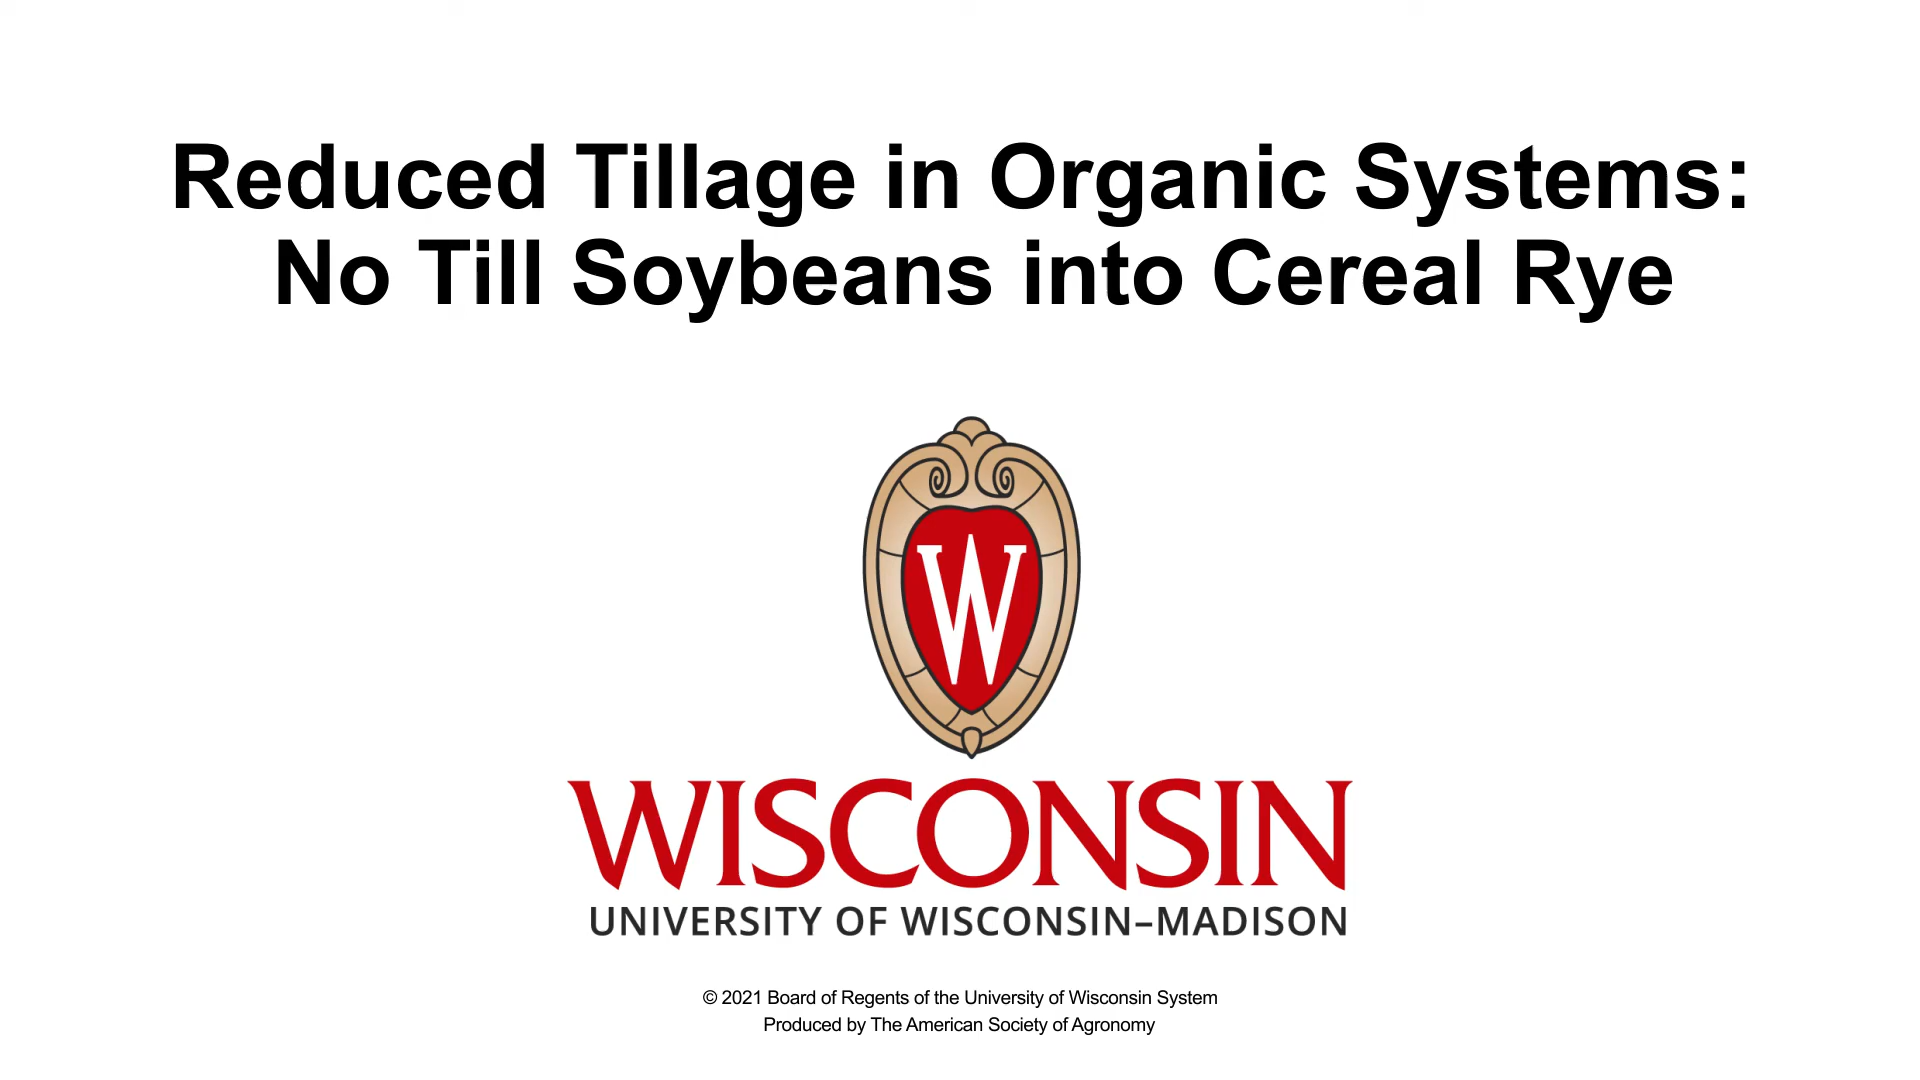 Reduced Tillage in Organic Systems:
No Till Soybeans into Cereal Rye
W
WISCONSIN
UNIVERSITY OF WISCONSIN–MADISON
© 2021 Board of Regents of the University of Wisconsin System
Produced by The American Society of Agronomy